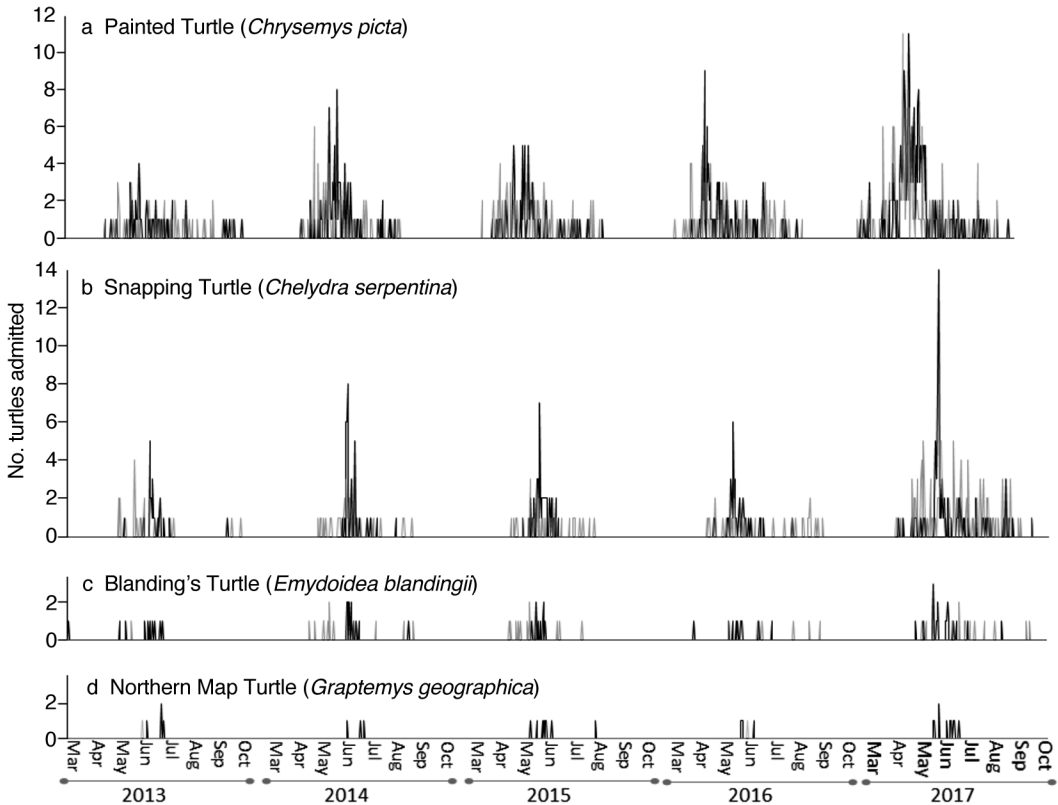 12
a Painted Turtle (Chrysemys picta)
10
8
6
4
2
0
14
b Snapping Turtle (Chelydra serpentina)
12
10
8
6
4
2
0
No. turtles admitted
c Blanding's Turtle (Emydoidea blandingii)
2
0
d Northern Map Turtle (Graptemys geographica)
2
0
Mar Apr May Jun Jul Aug Sep Oct Mar Apr May Jun Jul Aug Sep Oct Mar Apr May Jun Jul Aug Sep Oct Mar Apr May Jun Jul Aug Sep Oct Mar Apr May Jun Jul Aug Sep Oct
2013 2014 2015 2016 2017